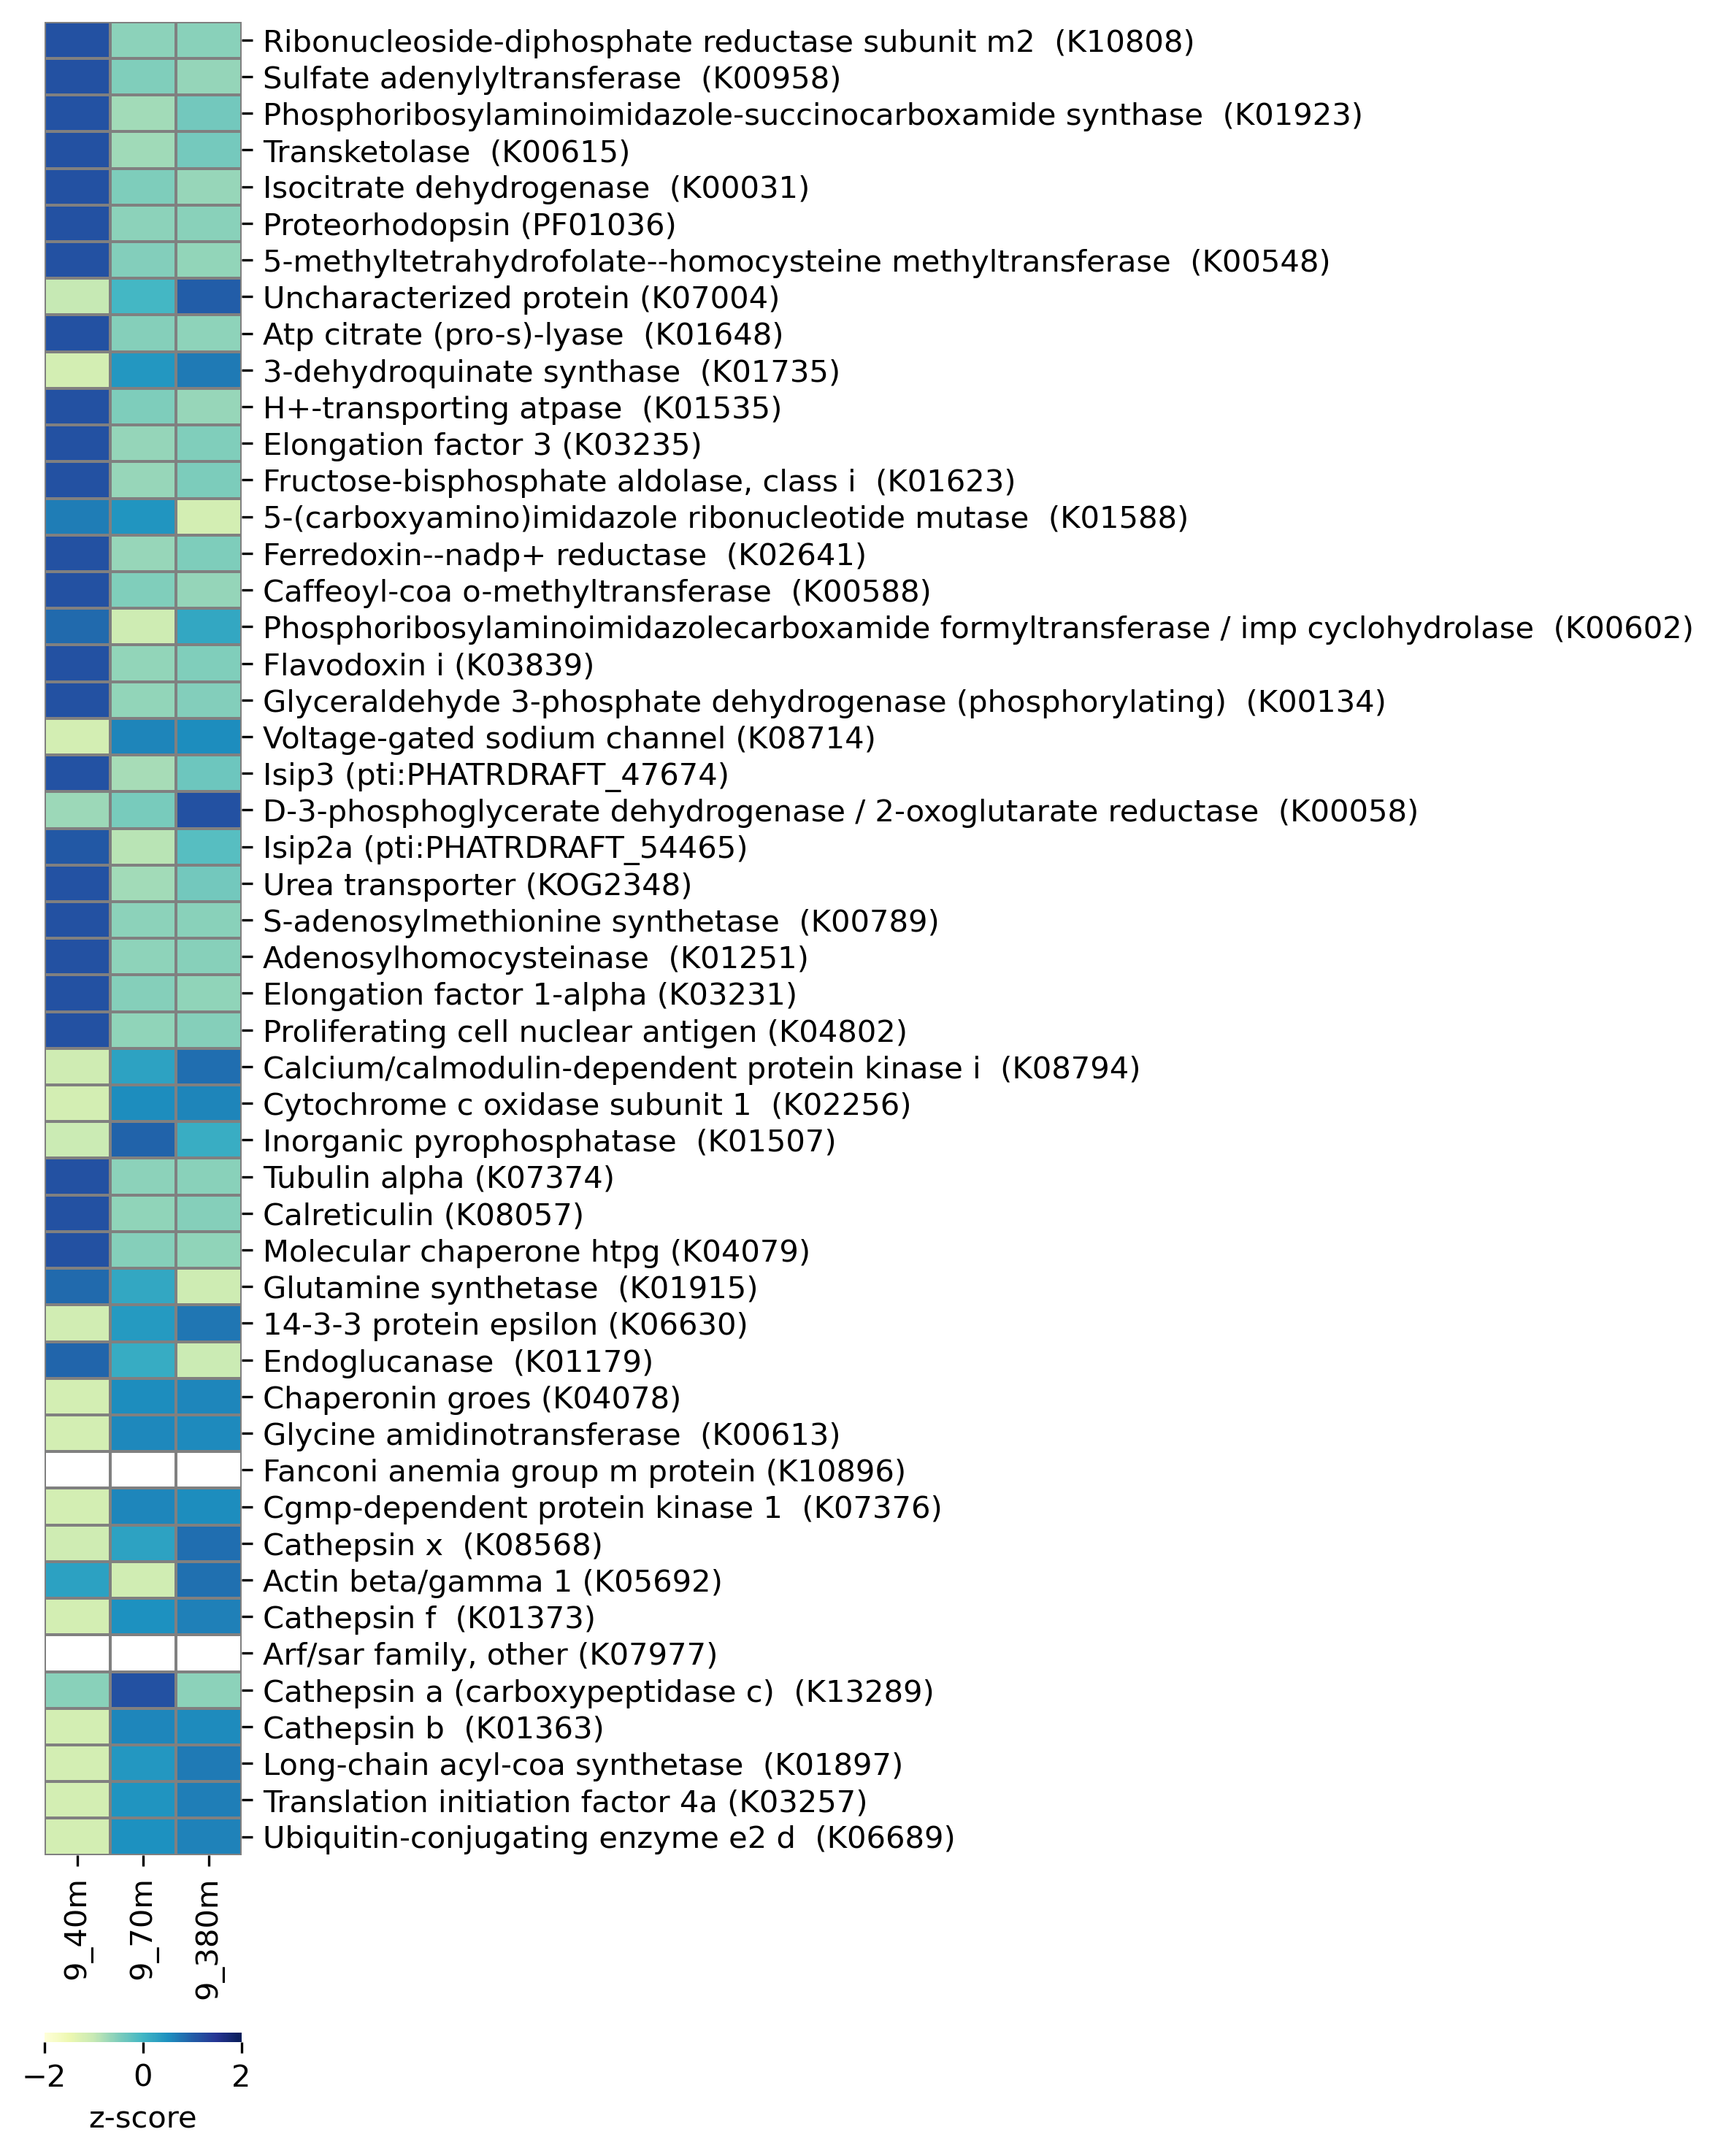 Ribonucleoside-diphosphate reductase subunit m2  (K10808)
Sulfate adenylyltransferase  (K00958)
Phosphoribosylaminoimidazole-succinocarboxamide synthase  (K01923)
Transketolase  (K00615)
Isocitrate dehydrogenase  (K00031)
Proteorhodopsin (PF01036)
5-methyltetrahydrofolate--homocysteine methyltransferase  (K00548)
Uncharacterized protein (K07004)
Atp citrate (pro-s)-lyase  (K01648)
3-dehydroquinate synthase  (K01735)
H+-transporting atpase  (K01535)
Elongation factor 3 (K03235)
Fructose-bisphosphate aldolase, class i  (K01623)
5-(carboxyamino)imidazole ribonucleotide mutase  (K01588)
Ferredoxin--nadp+ reductase  (K02641)
Caffeoyl-coa o-methyltransferase  (K00588)
Phosphoribosylaminoimidazolecarboxamide formyltransferase / imp cyclohydrolase  (K00602)
Flavodoxin i (K03839)
Glyceraldehyde 3-phosphate dehydrogenase (phosphorylating)  (K00134)
Voltage-gated sodium channel (K08714)
Isip3 (pti:PHATRDRAFT_47674)
D-3-phosphoglycerate dehydrogenase / 2-oxoglutarate reductase  (K00058)
Isip2a (pti:PHATRDRAFT_54465)
Urea transporter (KOG2348)
S-adenosylmethionine synthetase  (K00789)
Adenosylhomocysteinase  (K01251)
Elongation factor 1-alpha (K03231)
Proliferating cell nuclear antigen (K04802)
Calcium/calmodulin-dependent protein kinase i  (K08794)
Cytochrome c oxidase subunit 1  (K02256)
Inorganic pyrophosphatase  (K01507)
Tubulin alpha (K07374)
Calreticulin (K08057)
Molecular chaperone htpg (K04079)
Glutamine synthetase  (K01915)
14-3-3 protein epsilon (K06630)
Endoglucanase  (K01179)
Chaperonin groes (K04078)
Glycine amidinotransferase  (K00613)
Fanconi anemia group m protein (K10896)
Cgmp-dependent protein kinase 1  (K07376)
Cathepsin x  (K08568)
Actin beta/gamma 1 (K05692)
Cathepsin f  (K01373)
Arf/sar family, other (K07977)
Cathepsin a (carboxypeptidase c)  (K13289)
Cathepsin b  (K01363)
Long-chain acyl-coa synthetase  (K01897)
Translation initiation factor 4a (K03257)
Ubiquitin-conjugating enzyme e2 d  (K06689)
9_40m
9_70m
9_380m
−2 0 2
z-score